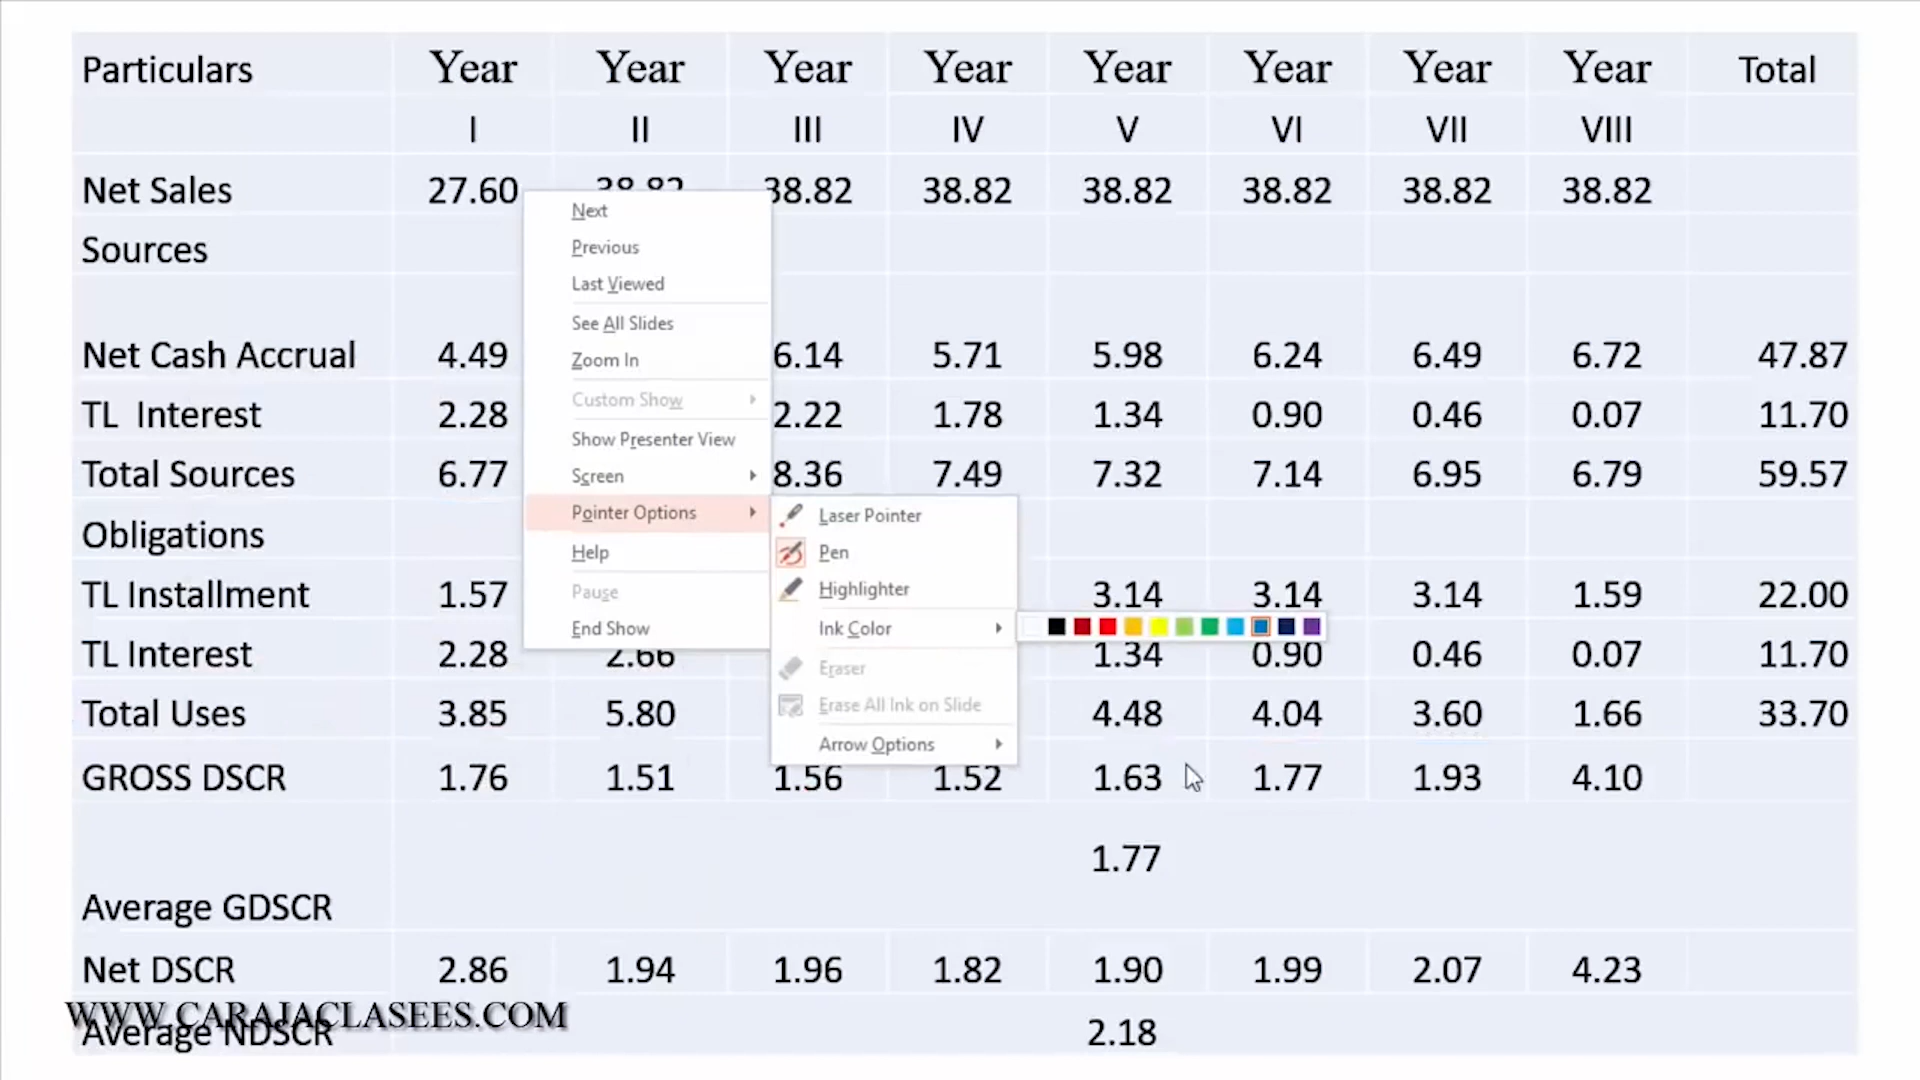 Particulars Year Year Year Year Year Year Year Year Total
I II III IV V VI VII VIII
Net Sales 27.60 38.82 38.82 38.82 38.82 38.82 38.82 38.82
Next
Previous
Sources
Last Viewed
See All Slides
Net Cash Accrual 4.49 6.14 5.71 5.98 6.24 6.49 6.72 47.87
Zoom In
Custom Show
TL Interest 2.28 2.22 1.78 1.34 0.90 0.46 0.07 11.70
Show Presenter View
Total Sources 6.77 8.36 7.49 7.32 7.14 6.95 6.79 59.57
Screen
Pointer Options
Laser Pointer
Obligations
Help
Pen
TL Installment 1.57 3.14 3.14 3.14 1.59 22.00
Pause
Highlighter
End Show
Ink Color
TL Interest 2.28 2.66 1.34 0.90 0.46 0.07 11.70
Eraser
Erase All Ink on Slide
Total Uses 3.85 5.80 4.48 4.04 3.60 1.66 33.70
Arrow Options
GROSS DSCR 1.76 1.51 1.56 1.52 1.63 1.77 1.93 4.10
1.77
Average GDSCR
Net DSCR 2.86 1.94 1.96 1.82 1.90 1.99 2.07 4.23
WWW.CARAJACLASEES.COM
Average NDSCR 2.18